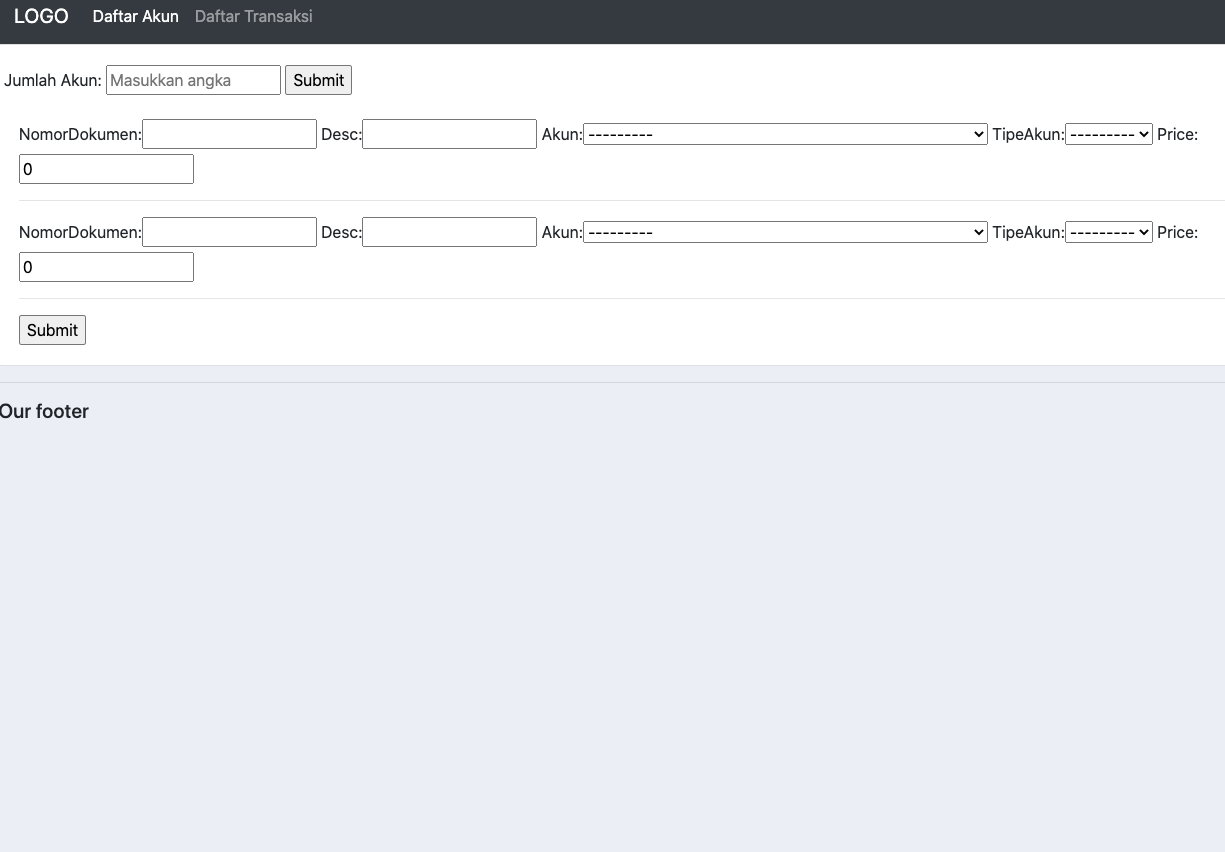 LOGO Daftar Akun Daftar Transaksi
Jumlah Akun: Masukkan angka Submit
NomorDokumen: Desc: Akun: --------- TipeAkun: --------- Price:
0
NomorDokumen: Desc: Akun: --------- TipeAkun: --------- Price:
0
Submit
Our footer